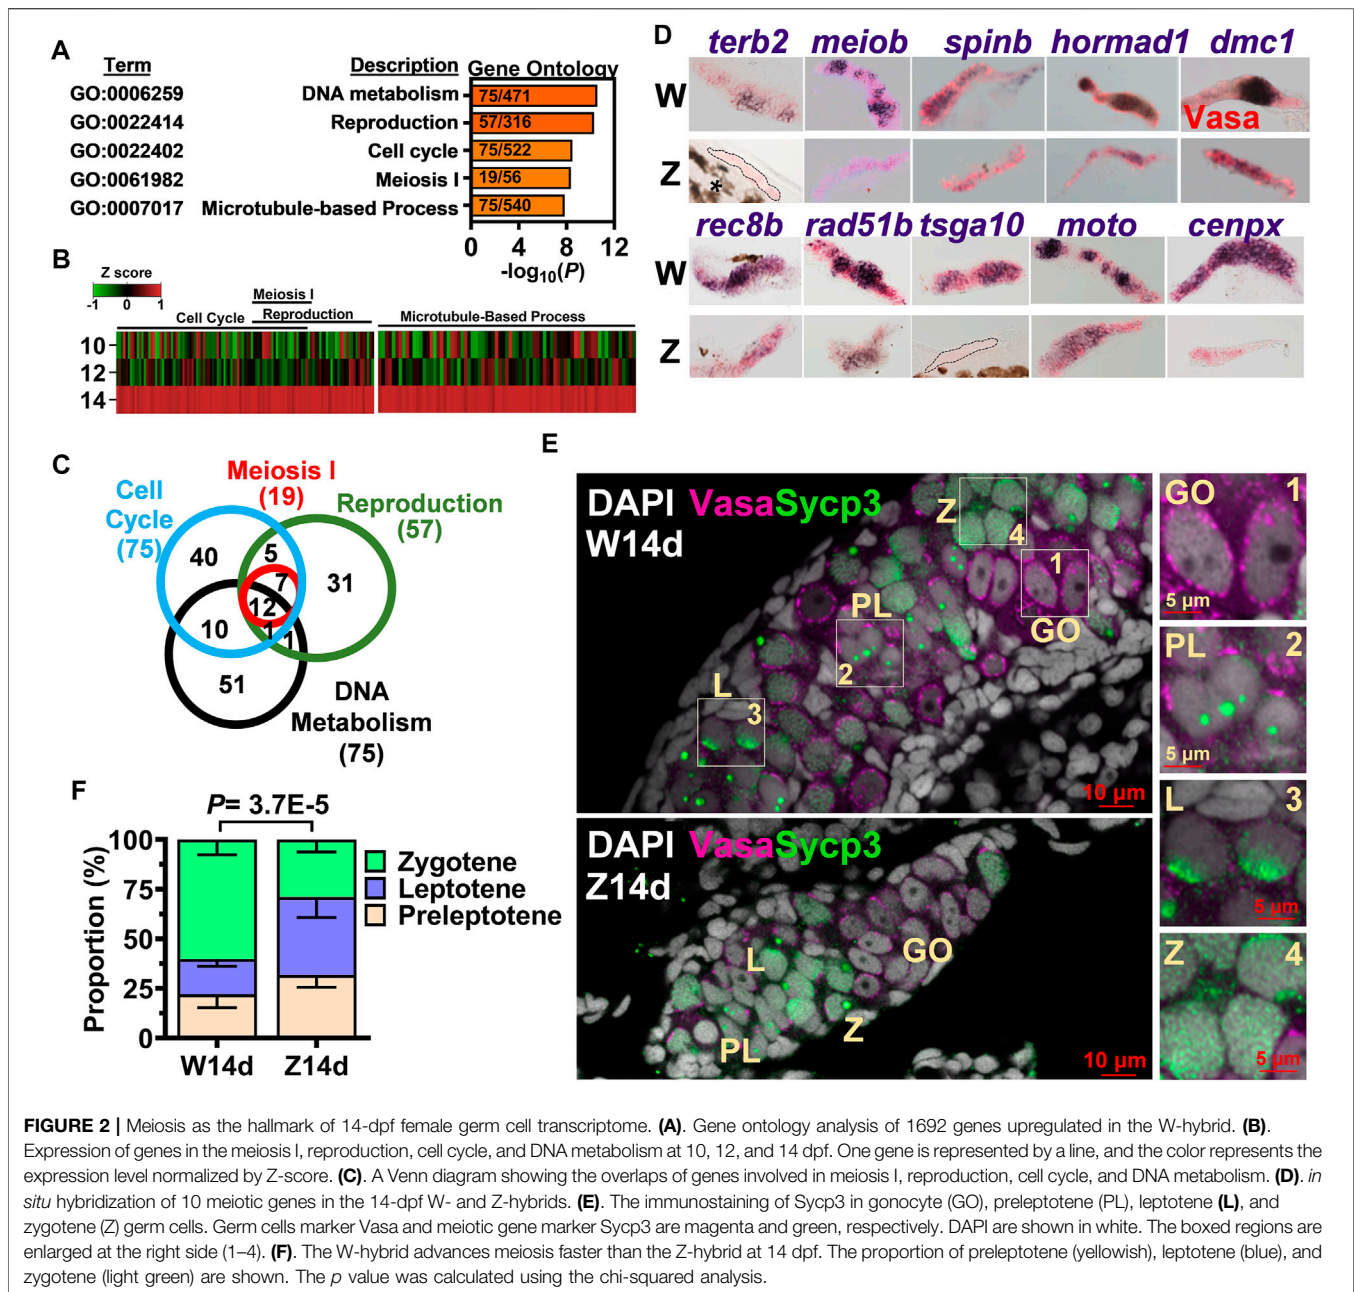 A
Term Description Gene Ontology
GO:0006259 DNA metabolism 75/471
GO:0022414 Reproduction 57/316
GO:0022402 Cell cycle 75/522
GO:0061982 Meiosis I 19/56
GO:0007017 Microtubule-based Process 75/540
0 4 8 12
-log10(P)
B
Z score
-1 0 1
Meiosis I
Cell Cycle Reproduction Microtubule-Based Process
10
12
14
C
Meiosis I
(19)
Cell
Cycle
(75)
Reproduction
(57)
40 5 7 31
12
10 1 1
51
DNA
Metabolism
(75)
D
terb2 meiob spinb hormad1 dmc1
W
Vasa
Z
*
rec8b rad51b tsga10 moto cenpx
W
Z
E
DAPI VasaSycp3
W14d
Z
4
1
GO
PL
2
L
3
10 µm
DAPI VasaSycp3
Z14d
L
GO
PL
Z
10 µm
GO 1
5 µm
PL 2
5 µm
L 3
5 µm
Z 4
5 µm
F
P= 3.7E-5
Proportion (%)
100
75
50
25
0
W14d Z14d
Zygotene
Leptotene
Preleptotene
FIGURE 2 | Meiosis as the hallmark of 14-dpf female germ cell transcriptome. (A). Gene ontology analysis of 1692 genes upregulated in the W-hybrid. (B).
Expression of genes in the meiosis I, reproduction, cell cycle, and DNA metabolism at 10, 12, and 14 dpf. One gene is represented by a line, and the color represents the
expression level normalized by Z-score. (C). A Venn diagram showing the overlaps of genes involved in meiosis I, reproduction, cell cycle, and DNA metabolism. (D). in
situ hybridization of 10 meiotic genes in the 14-dpf W- and Z-hybrids. (E). The immunostaining of Sycp3 in gonocyte (GO), preleptotene (PL), leptotene (L), and
zygotene (Z) germ cells. Germ cells marker Vasa and meiotic gene marker Sycp3 are magenta and green, respectively. DAPI are shown in white. The boxed regions are
enlarged at the right side (1–4). (F). The W-hybrid advances meiosis faster than the Z-hybrid at 14 dpf. The proportion of preleptotene (yellowish), leptotene (blue), and
zygotene (light green) are shown. The p value was calculated using the chi-squared analysis.